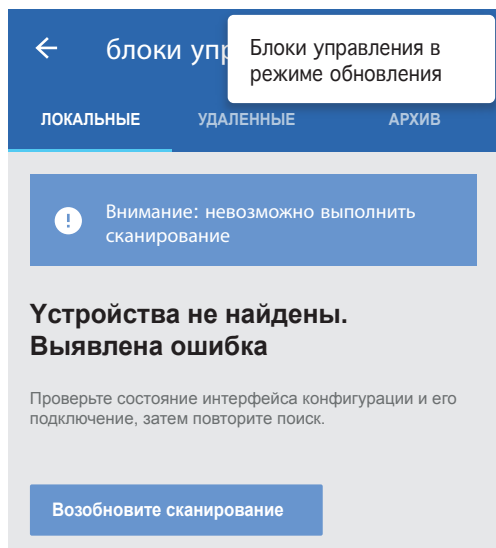 блоки упр
Блоки управления в
режиме обновления
ЛОКАЛЬНЫЕ УДАЛЕННЫЕ АРХИВ
Внимание: невозможно выполнить
сканирование
Yстройства не найдены.
Выявлена ошибка
Проверьте состояние интерфейса конфигурации и его
подключение, затем повторите поиск.
Возобновите сканирование